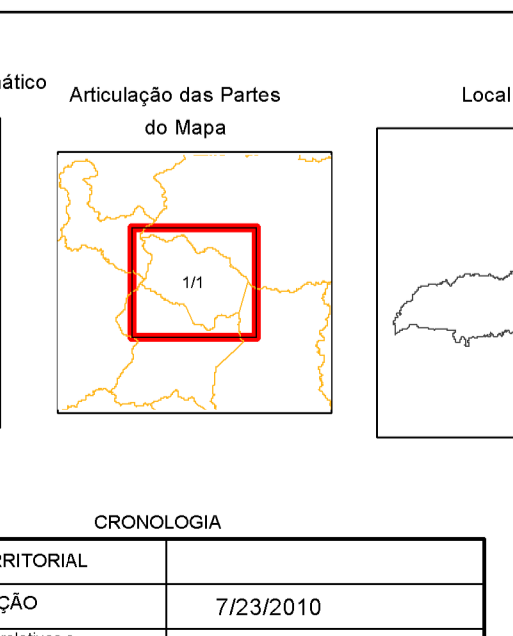 ático
Articulação das Partes
do Mapa
Local
1/1
CRONOLOGIA
RRITORIAL
ÇÃO 7/23/2010